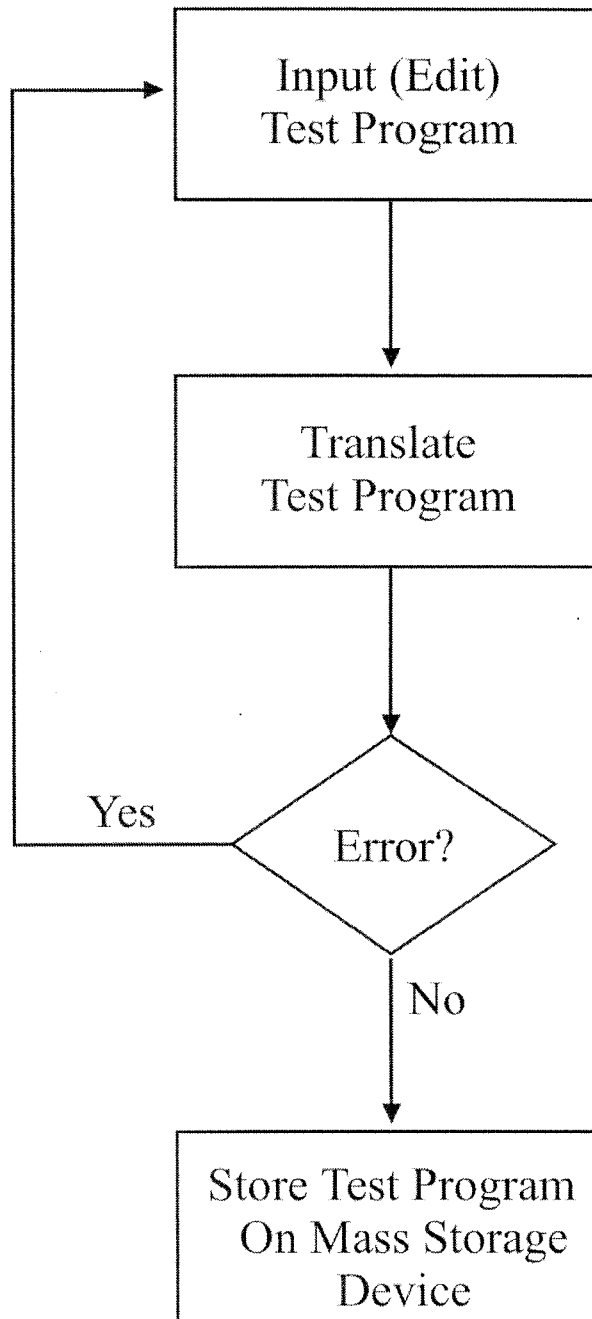 Input (Edit)
Test Program
Translate
Test Program
Yes
Error?
No
Store Test Program
On Mass Storage
Device